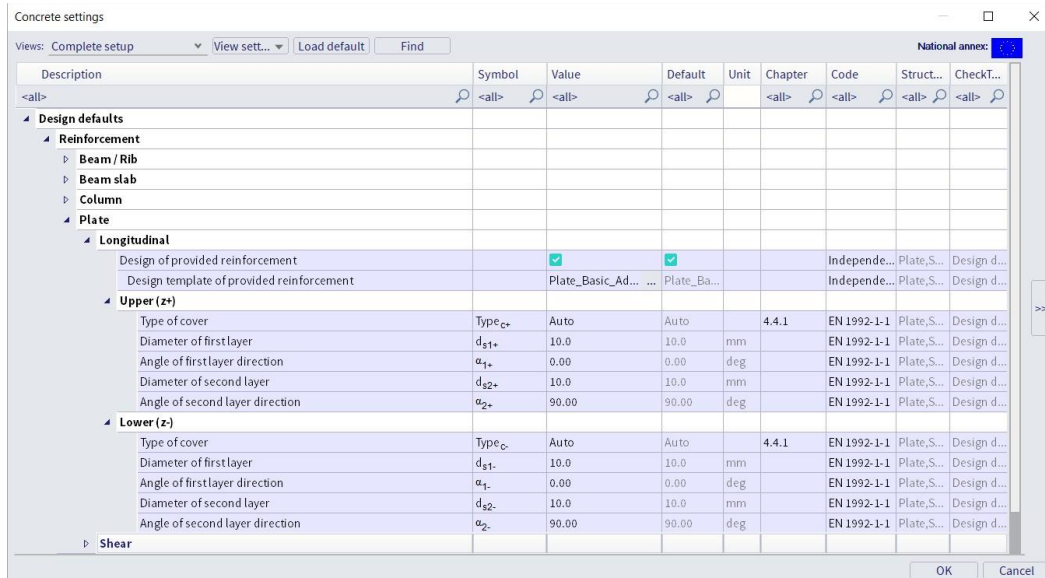 Concrete settings
Views: Complete setup View sett... Load default Find National annex:
Description Symbol Value Default Unit Chapter Code Struct... CheckT...
<all> <all> <all> <all> <all> <all> <all> <all>
Design defaults
Reinforcement
Beam / Rib
Beam slab
Column
Plate
Longitudinal
Design of provided reinforcement Independe... Plate,S... Design d...
Design template of provided reinforcement Plate_Basic_Ad... ... Plate_Ba... Independe... Plate,S... Design d...
Upper (z+)
Type of cover Typec+ Auto Auto 4.4.1 EN 1992-1-1 Plate,S... Design d...
Diameter of first layer ds1+ 10.0 10.0 mm EN 1992-1-1 Plate,S... Design d...
Angle of first layer direction α1+ 0.00 0.00 deg EN 1992-1-1 Plate,S... Design d...
Diameter of second layer ds2+ 10.0 10.0 mm EN 1992-1-1 Plate,S... Design d...
Angle of second layer direction α2+ 90.00 90.00 deg EN 1992-1-1 Plate,S... Design d...
Lower (z-)
Type of cover Typec- Auto Auto 4.4.1 EN 1992-1-1 Plate,S... Design d...
Diameter of first layer ds1- 10.0 10.0 mm EN 1992-1-1 Plate,S... Design d...
Angle of first layer direction α1- 0.00 0.00 deg EN 1992-1-1 Plate,S... Design d...
Diameter of second layer ds2- 10.0 10.0 mm EN 1992-1-1 Plate,S... Design d...
Angle of second layer direction α2- 90.00 90.00 deg EN 1992-1-1 Plate,S... Design d...
Shear
>>
OK Cancel